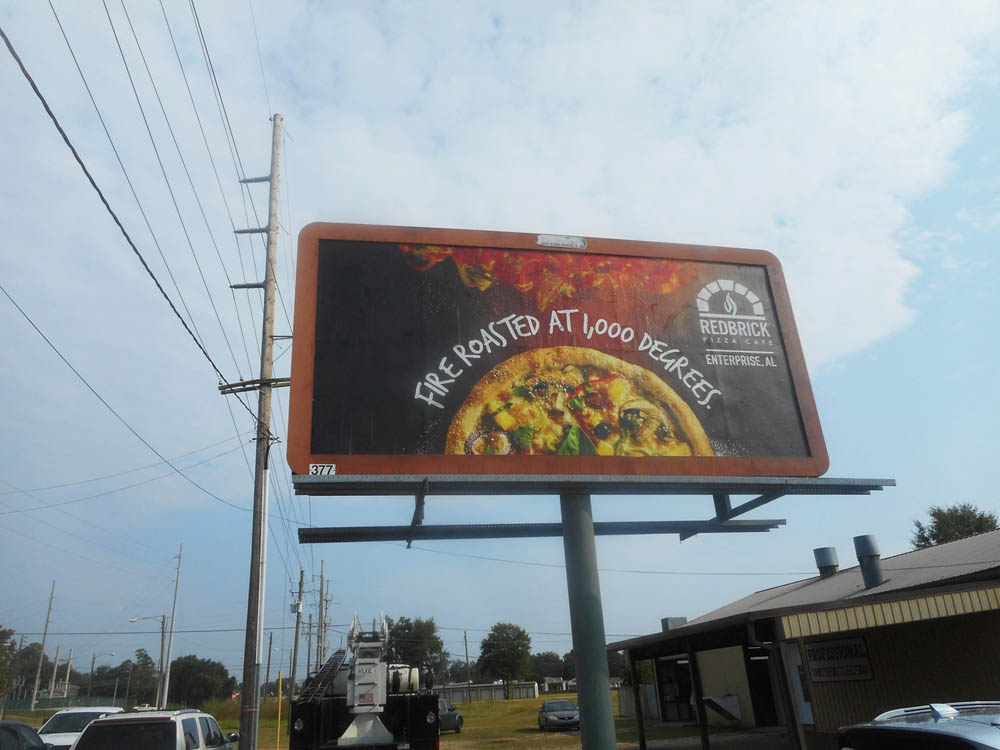 FIRE ROASTED AT 1,000 DEGREES.
REDBRICK
PIZZA CAFE
ENTERPRISE, AL
377
PROFESSIONAL